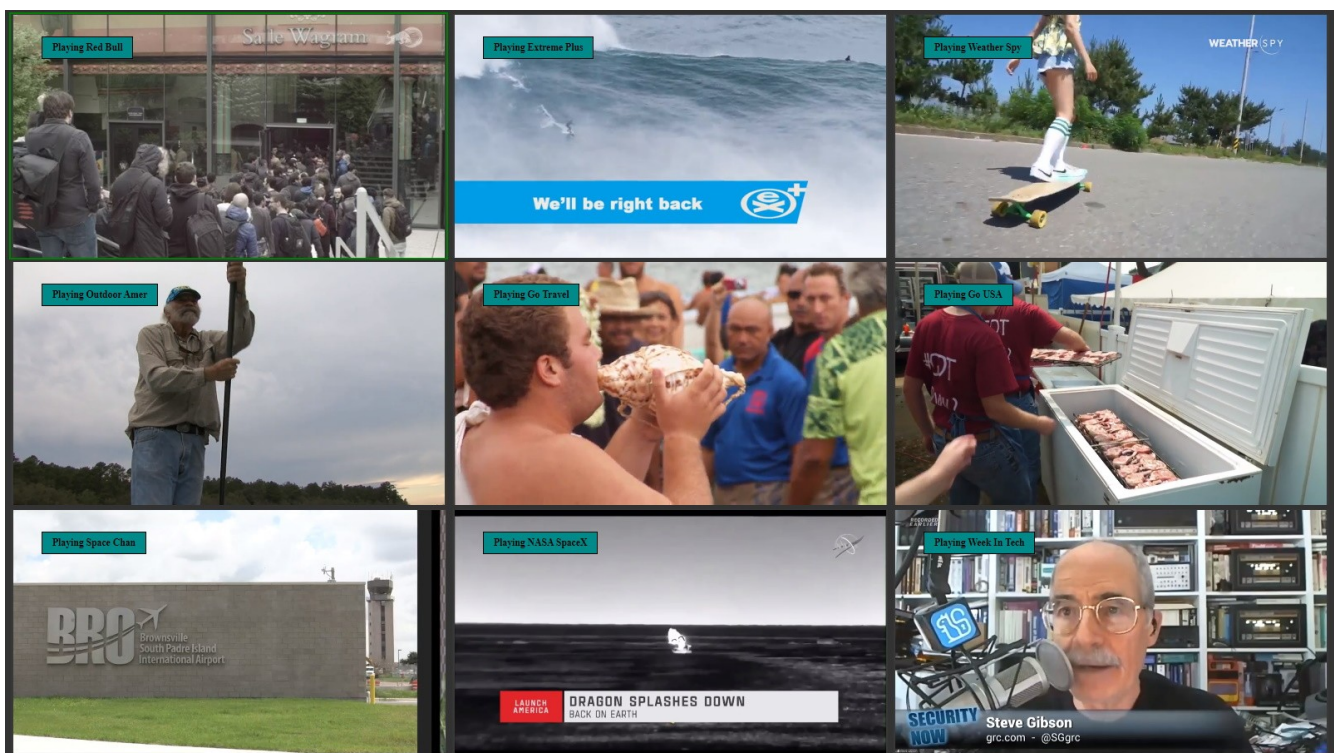 Salle Wagram
Playing Red Bull
Playing Extreme Plus
We'll be right back
ex+
Playing Weather Spy
WEATHER SPY
Playing Outdoor Amer
Playing Go Travel
Playing Go USA
Playing Space Chan
BRO
Brownsville
South Padre Island
International Airport
Playing NASA SpaceX
LAUNCH
AMERICA
DRAGON SPLASHES DOWN
BACK ON EARTH
RECORDED
EARLIER
Playing Week In Tech
SECURITY
NOW
Steve Gibson
grc.com - @SGgrc